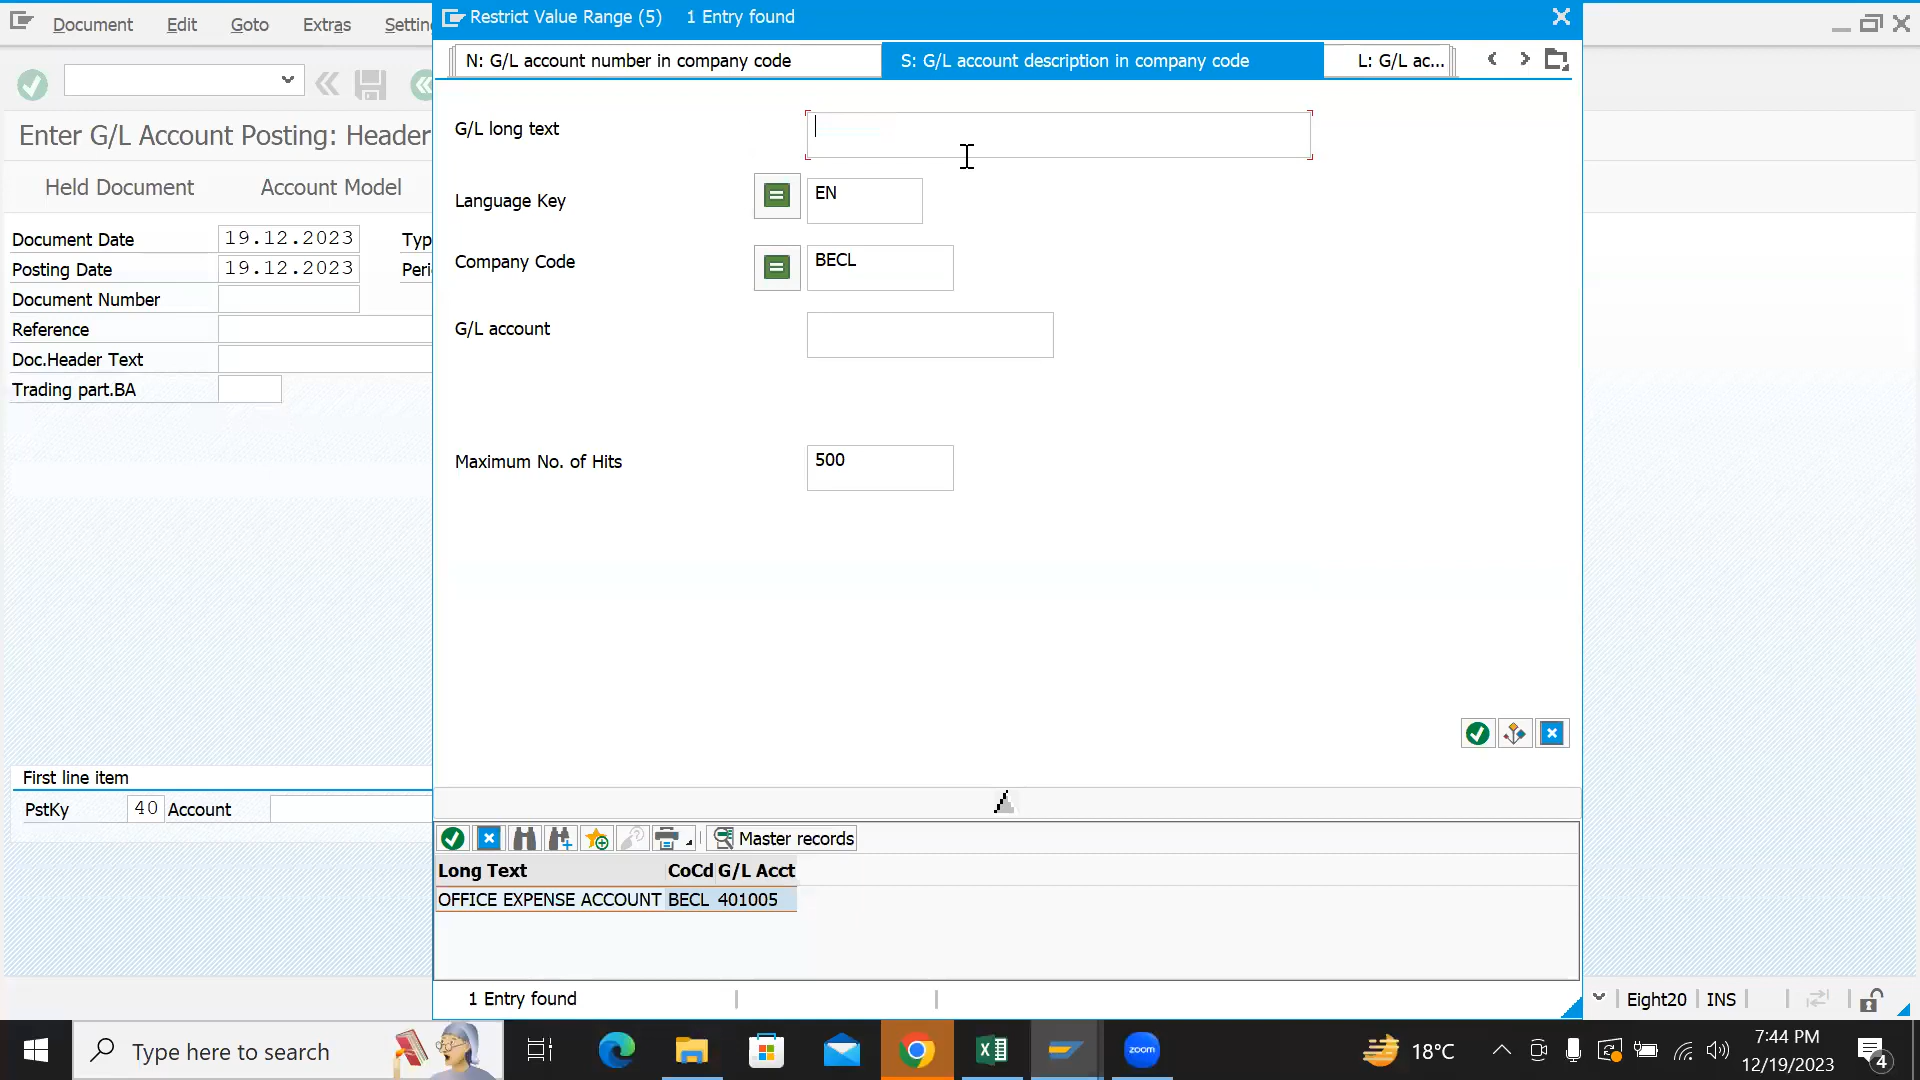 Document Edit Goto Extras Settin
Restrict Value Range (5) 1 Entry found
N: G/L account number in company code S: G/L account description in company code L: G/L ac...
Enter G/L Account Posting: Header
Held Document Account Model
G/L long text
Language Key EN
Company Code BECL
G/L account
Maximum No. of Hits 500
Document Date 19.12.2023 Typ
Posting Date 19.12.2023 Peri
Document Number
Reference
Doc.Header Text
Trading part.BA
First line item
PstKy 40 Account
Master records
Long Text CoCd G/L Acct
OFFICE EXPENSE ACCOUNT BECL 401005
1 Entry found
Eight20 INS
Type here to search
zoom
18°C
7:44 PM
12/19/2023
4